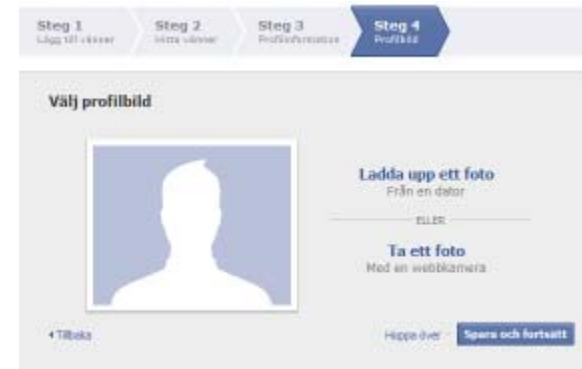 Steg 1
Lägg till vänner
Steg 2
Hitta vänner
Steg 3
Profilinformation
Steg 4
Profilbild
Välj profilbild
Ladda upp ett foto
Från en dator
ELLER
Ta ett foto
Med en webbkamera
Tillbaka
Hoppa över
Spara och fortsätt